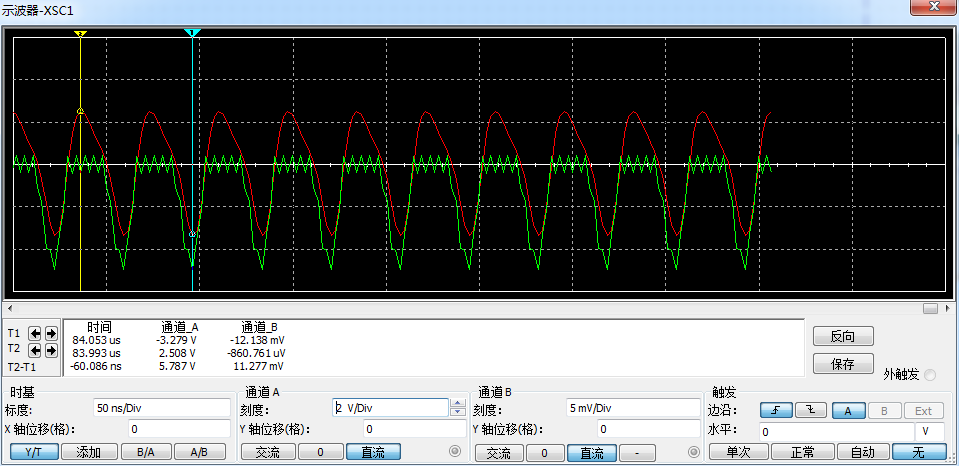 示波器-XSC1
2 1
时间 通道_A 通道_B
T1 84.053 us -3.279 V -12.138 mV
T2 83.993 us 2.508 V -860.761 uV
T2-T1 -60.086 ns 5.787 V 11.277 mV
反向
保存 外触发
时基 通道 A 通道 B 触发
标度: 50 ns/Div 刻度: 2 V/Div 刻度: 5 mV/Div 边沿: A B Ext
X 轴位移(格): 0 Y 轴位移(格): 0 Y 轴位移(格): 0 水平: 0 V
Y/T 添加 B/A A/B 交流 0 直流 交流 0 直流 - 单次 正常 自动 无